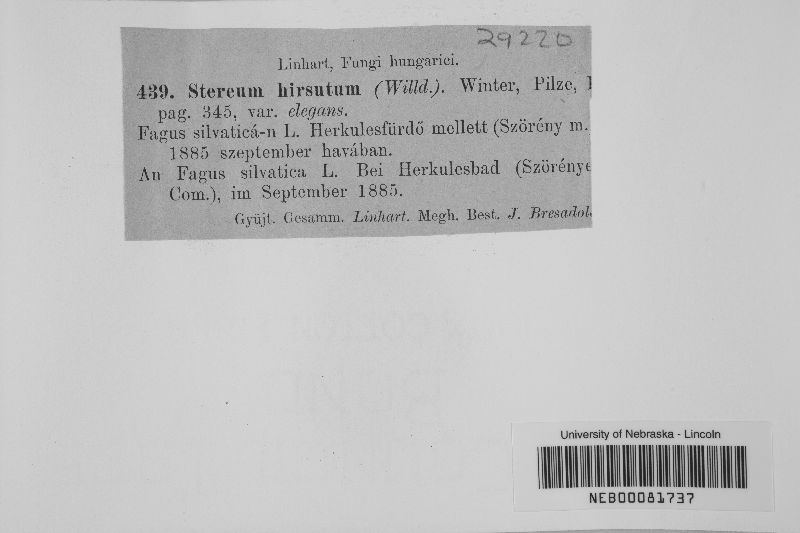 29220
Linhart, Fungi hungarici.
439. Stereum hirsutum (Willd.). Winter, Pilze,
pag. 345, var. elegans.
Fagus silvaticá-n L. Herkulesfürdő mellett (Szörény m.
1885 szeptember havában.
An Fagus silvatica L. Bei Herkulesbad (Szörénye
Com.), im September 1885.
Gyüjt. Gesamm. Linhart. Megh. Best. J. Bresadol
University of Nebraska - Lincoln
NEB00081737